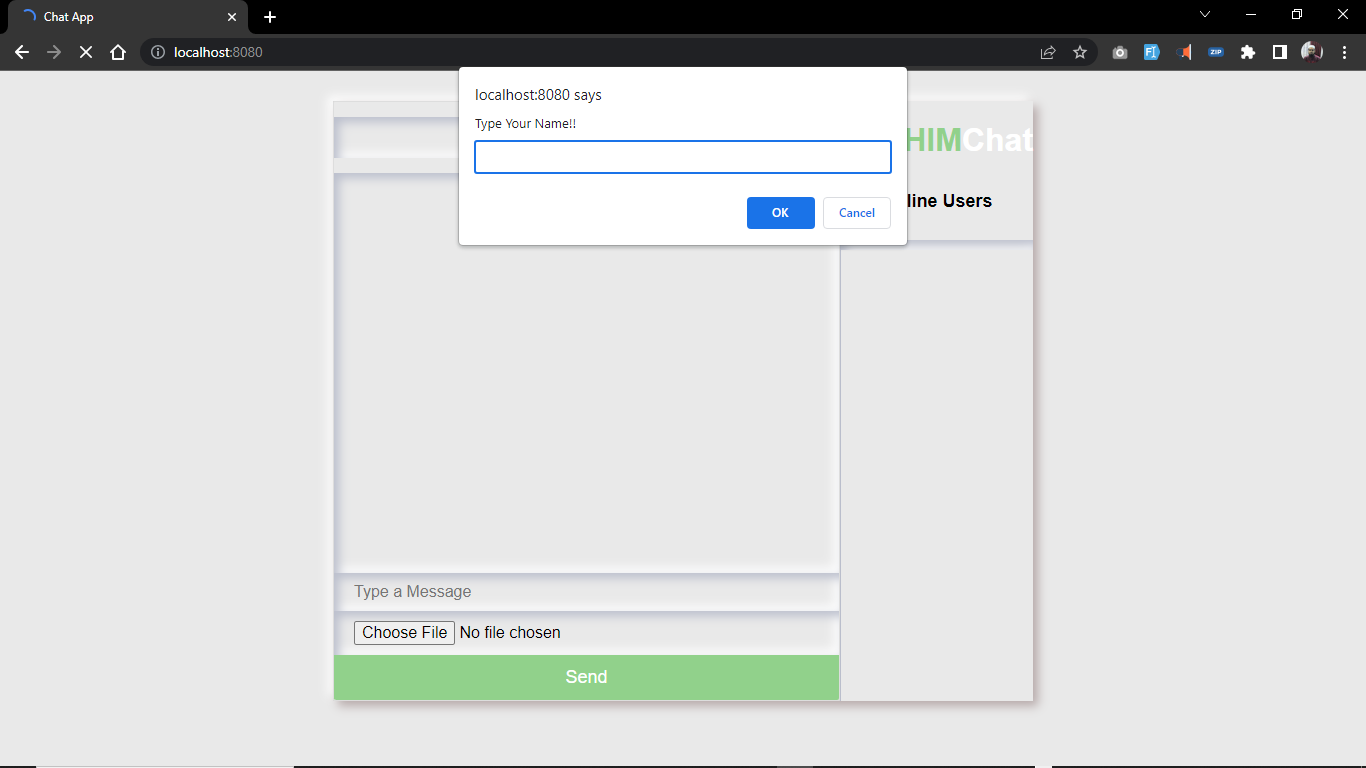 Chat App
localhost:8080
ZIP
localhost:8080 says
Type Your Name!!
OK
Cancel
HIMChat
line Users
Type a Message
Choose File No file chosen
Send